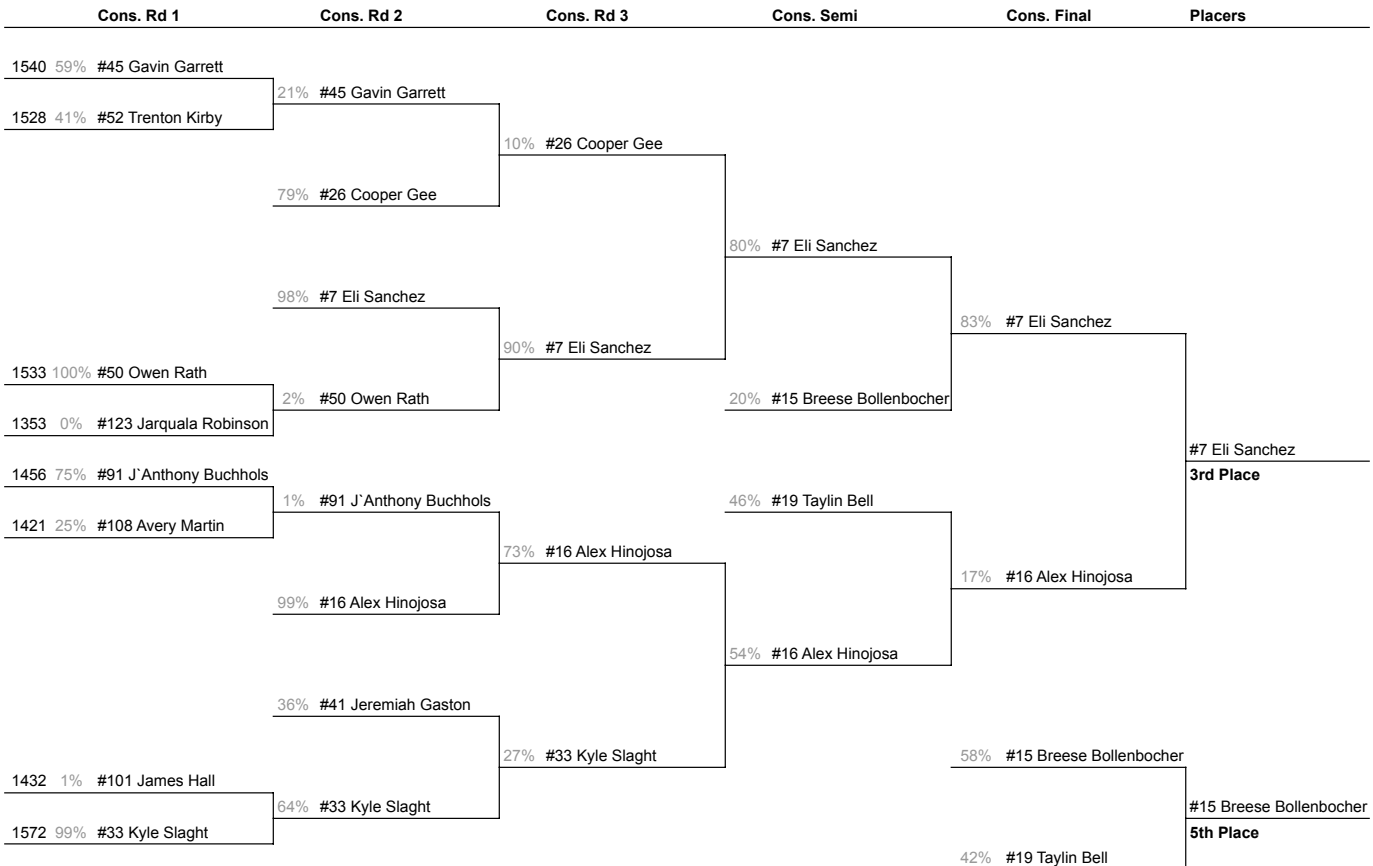 Cons. Rd 1 Cons. Rd 2 Cons. Rd 3 Cons. Semi Cons. Final Placers
1540 59% #45 Gavin Garrett
21% #45 Gavin Garrett
1528 41% #52 Trenton Kirby
10% #26 Cooper Gee
79% #26 Cooper Gee
80% #7 Eli Sanchez
98% #7 Eli Sanchez
83% #7 Eli Sanchez
90% #7 Eli Sanchez
1533 100% #50 Owen Rath
2% #50 Owen Rath
20% #15 Breese Bollenbocher
1353 0% #123 Jarquala Robinson
#7 Eli Sanchez
1456 75% #91 J`Anthony Buchhols
3rd Place
1% #91 J`Anthony Buchhols
46% #19 Taylin Bell
1421 25% #108 Avery Martin
73% #16 Alex Hinojosa
17% #16 Alex Hinojosa
99% #16 Alex Hinojosa
54% #16 Alex Hinojosa
36% #41 Jeremiah Gaston
27% #33 Kyle Slaght
58% #15 Breese Bollenbocher
1432 1% #101 James Hall
64% #33 Kyle Slaght
#15 Breese Bollenbocher
1572 99% #33 Kyle Slaght
5th Place
42% #19 Taylin Bell